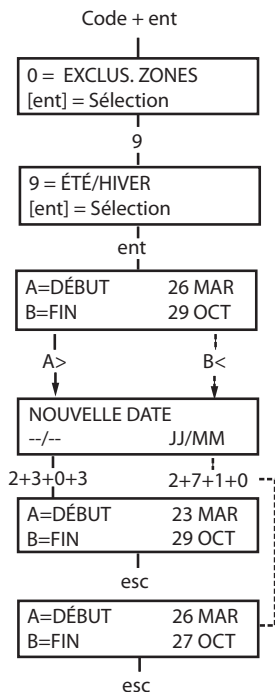 Code + ent
0 = EXCLUS. ZONES
[ent] = Sélection
9
9 = ÉTÉ/HIVER
[ent] = Sélection
ent
A=DÉBUT 26 MAR
B=FIN 29 OCT
A> B<
NOUVELLE DATE
--/-- JJ/MM
2+3+0+3 2+7+1+0
A=DÉBUT 23 MAR
B=FIN 29 OCT
esc
A=DÉBUT 26 MAR
B=FIN 27 OCT
esc